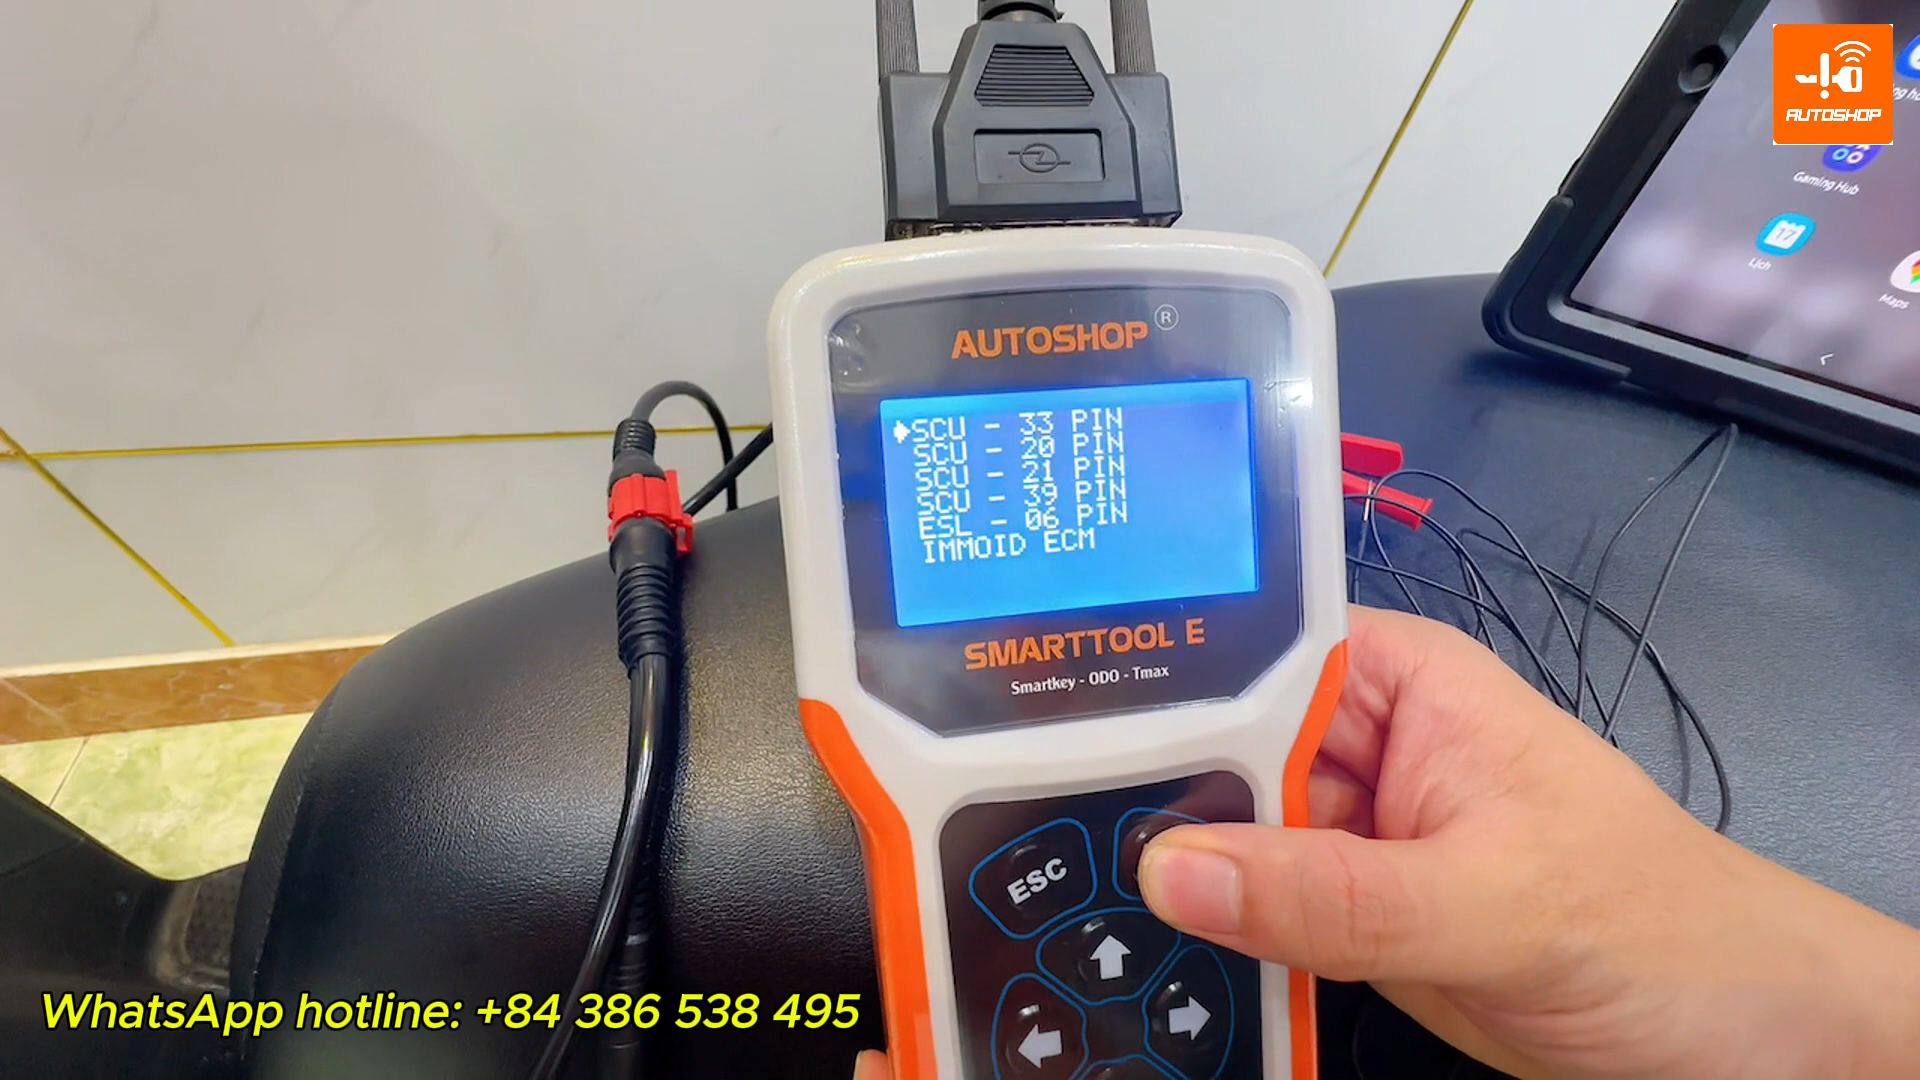 AUTOSHOP
Gaming Hub
17
Lịch
Maps
AUTOSHOP ®
SCU - 33 PIN
SCU - 20 PIN
SCU - 21 PIN
SCU - 39 PIN
ESL - 06 PIN
IMMOID ECM
SMARTTOOL E
Smartkey - ODO - Tmax
ESC
WhatsApp hotline: +84 386 538 495